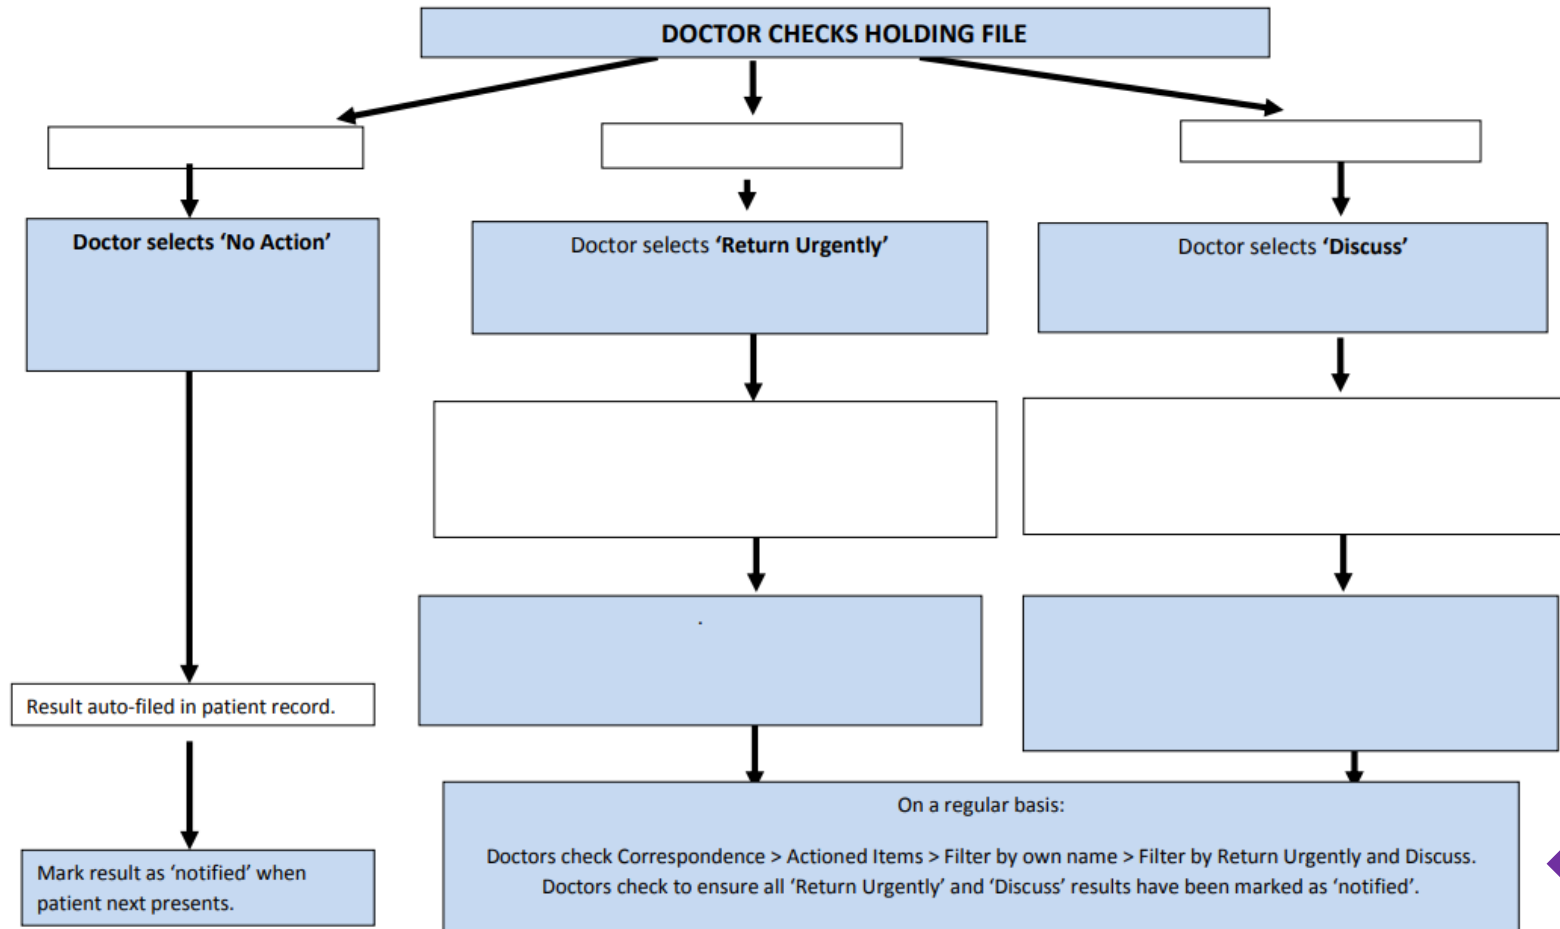 DOCTOR CHECKS HOLDING FILE
Doctor selects ‘No Action’
Doctor selects ‘Return Urgently’
Doctor selects ‘Discuss’
.
Result auto-filed in patient record.
Mark result as ‘notified’ when
patient next presents.
On a regular basis:
Doctors check Correspondence > Actioned Items > Filter by own name > Filter by Return Urgently and Discuss.
Doctors check to ensure all ‘Return Urgently’ and ‘Discuss’ results have been marked as ‘notified’.